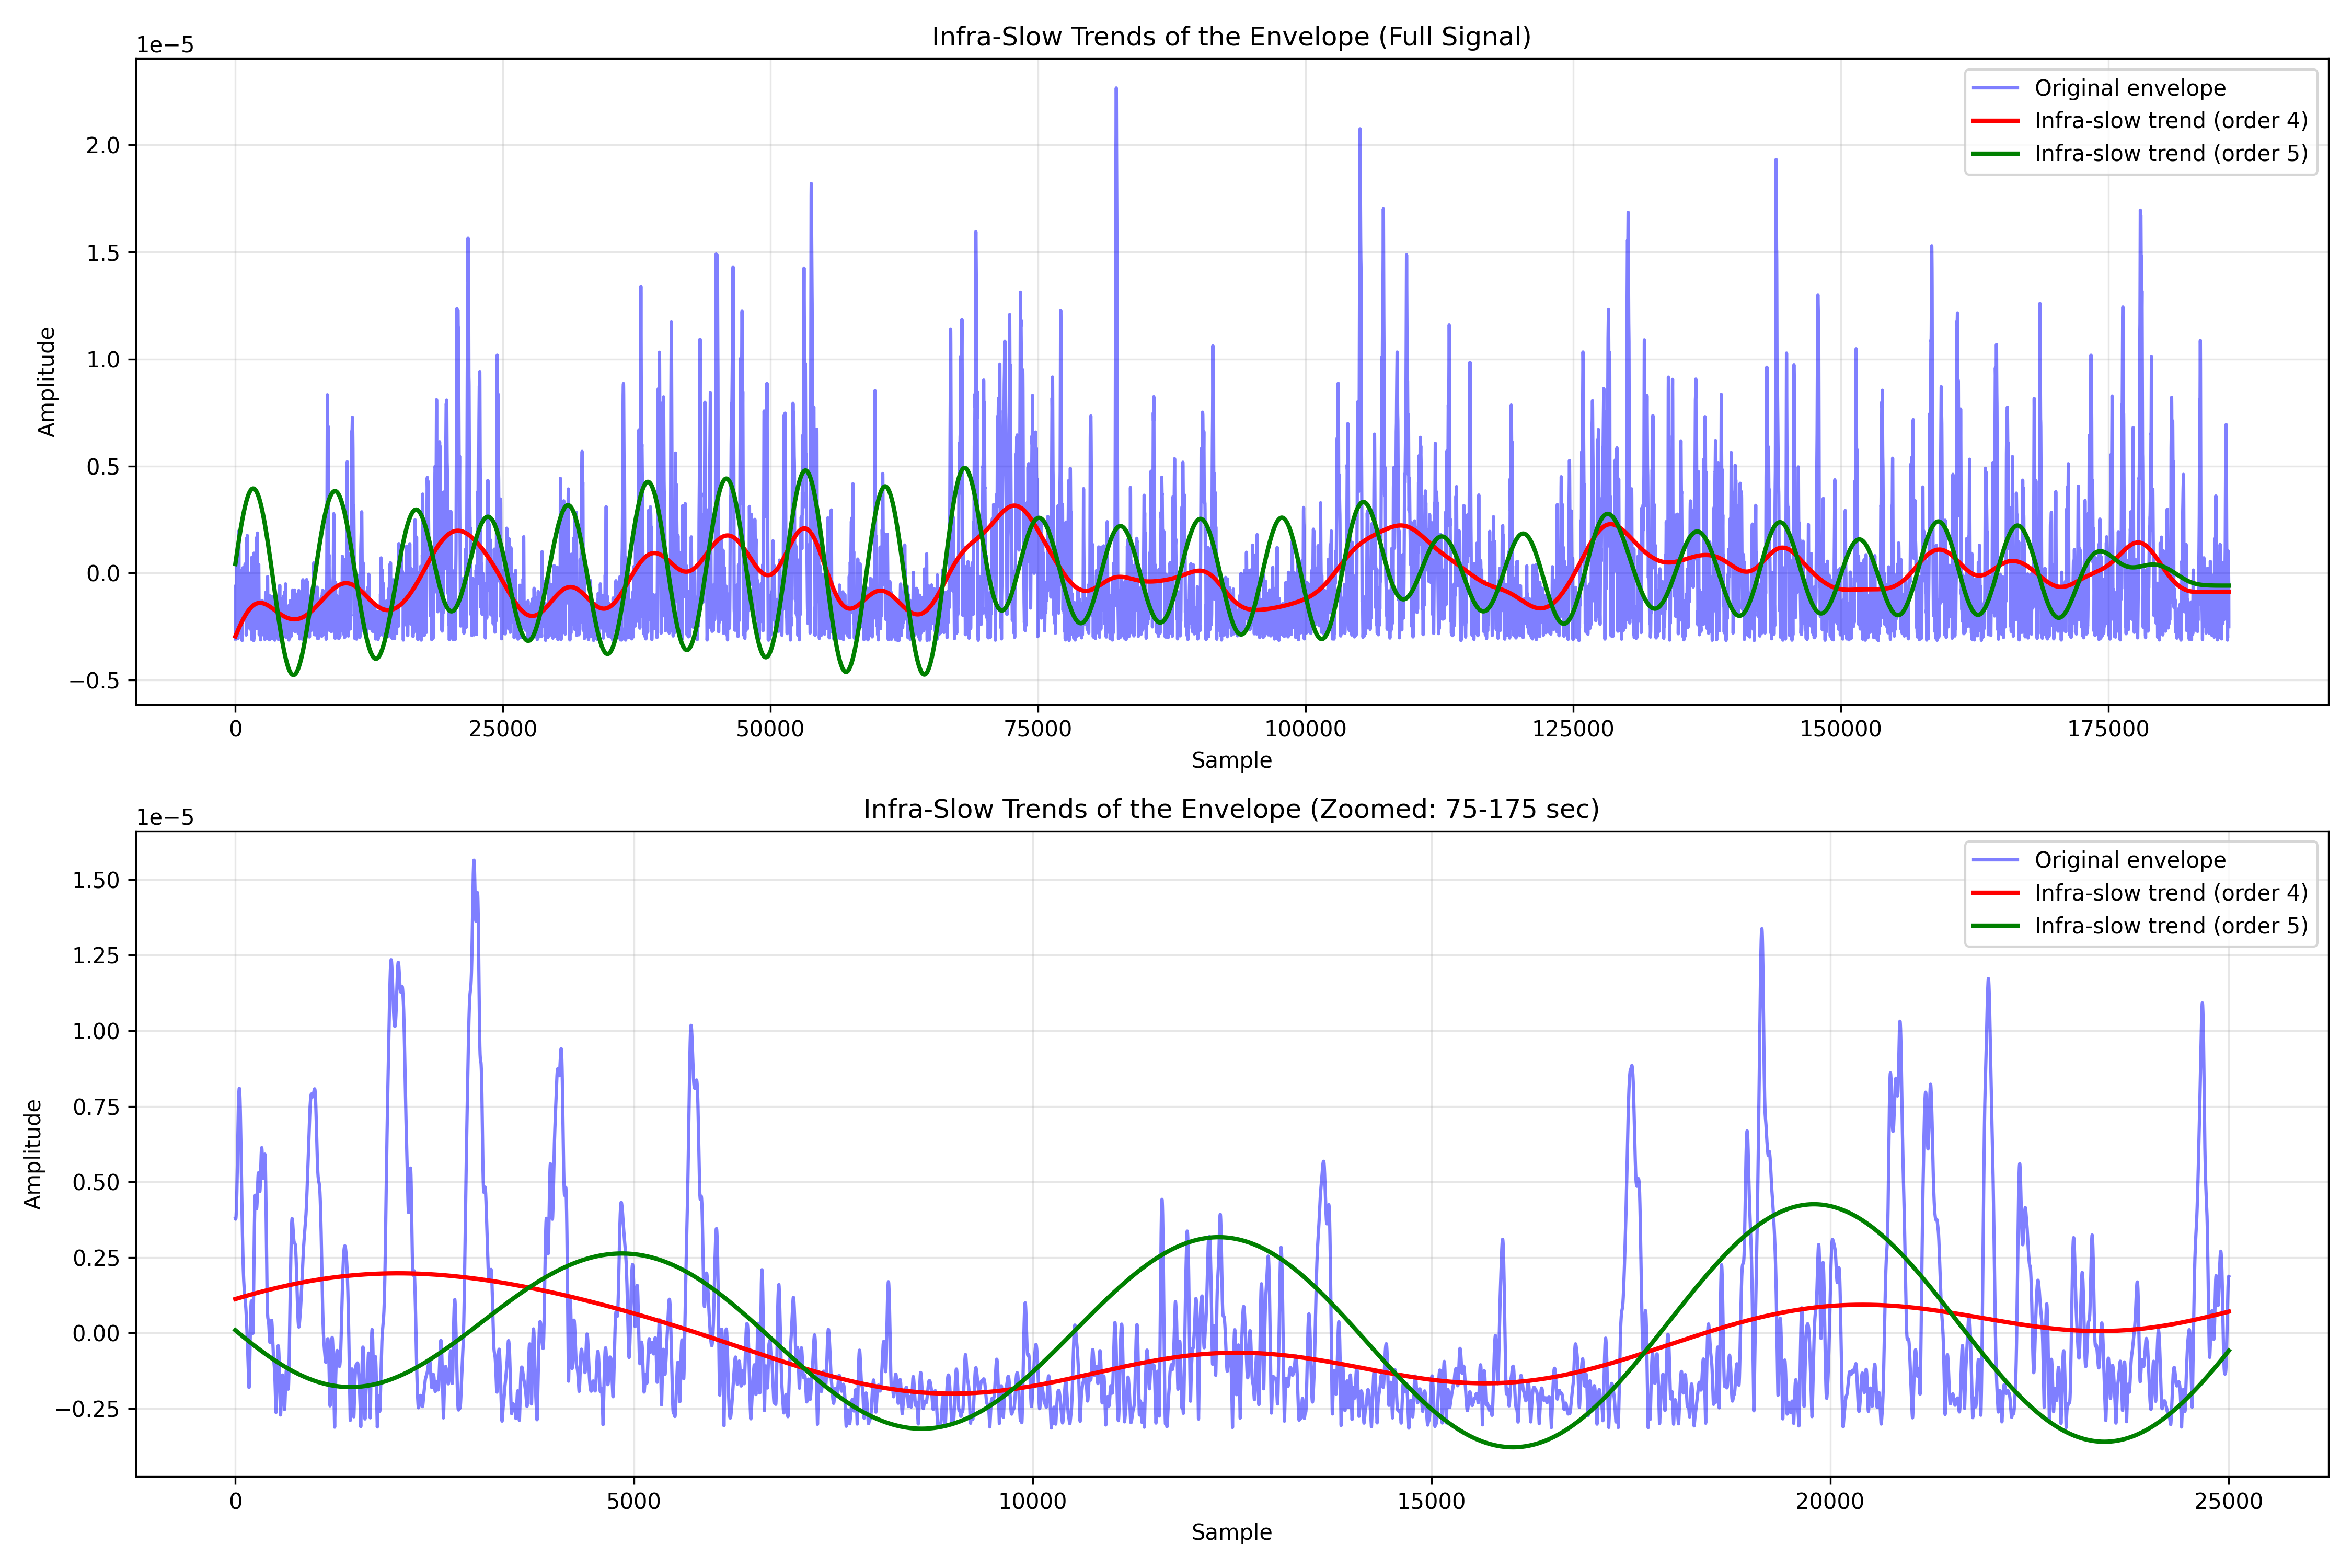 Infra-Slow Trends of the Envelope (Full Signal)
1e−5
Original envelope
Infra-slow trend (order 4)
Infra-slow trend (order 5)
2.0
1.5
1.0
0.5
0.0
−0.5
Amplitude
0 25000 50000 75000 100000 125000 150000 175000
Sample
Infra-Slow Trends of the Envelope (Zoomed: 75-175 sec)
1e−5
Original envelope
Infra-slow trend (order 4)
Infra-slow trend (order 5)
1.50
1.25
1.00
0.75
0.50
0.25
0.00
−0.25
Amplitude
0 5000 10000 15000 20000 25000
Sample